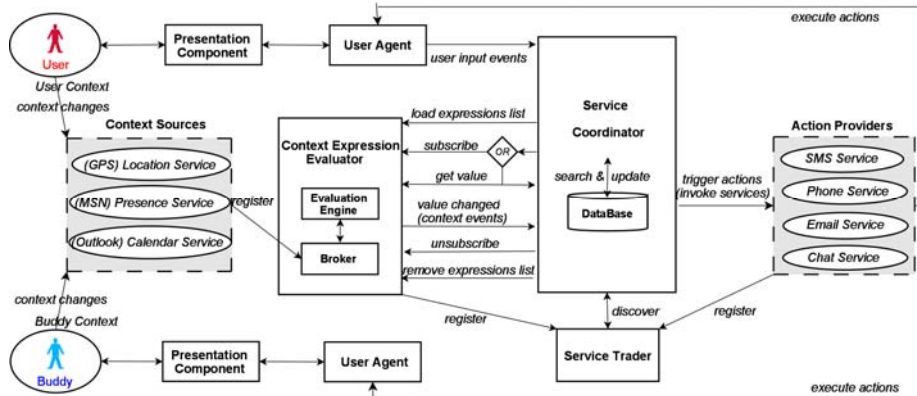 execute actions
Presentation
Component
User Agent
User
user input events
User Context
context changes
Context Sources
(GPS) Location Service
(MSN) Presence Service
(Outlook) Calendar Service
register
Context Expression
Evaluator
Evaluation
Engine
Broker
load expressions list
subscribe
OR
get value
value changed
(context events)
unsubscribe
remove expressions list
Service
Coordinator
search & update
DataBase
trigger actions
(invoke services)
Action Providers
SMS Service
Phone Service
Email Service
Chat Service
context changes
Buddy Context
register
discover
register
Buddy
Presentation
Component
User Agent
Service Trader
execute actions